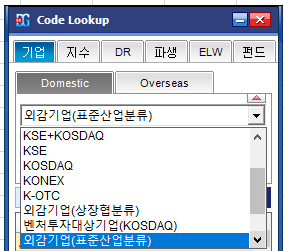 Code Lookup
기업 지수 DR 파생 ELW 펀드
Domestic Overseas
외감기업(표준산업분류)
KSE+KOSDAQ
KSE
KOSDAQ
KONEX
K-OTC
외감기업(상장협분류)
벤처투자대상기업(KOSDAQ)
외감기업(표준산업분류)